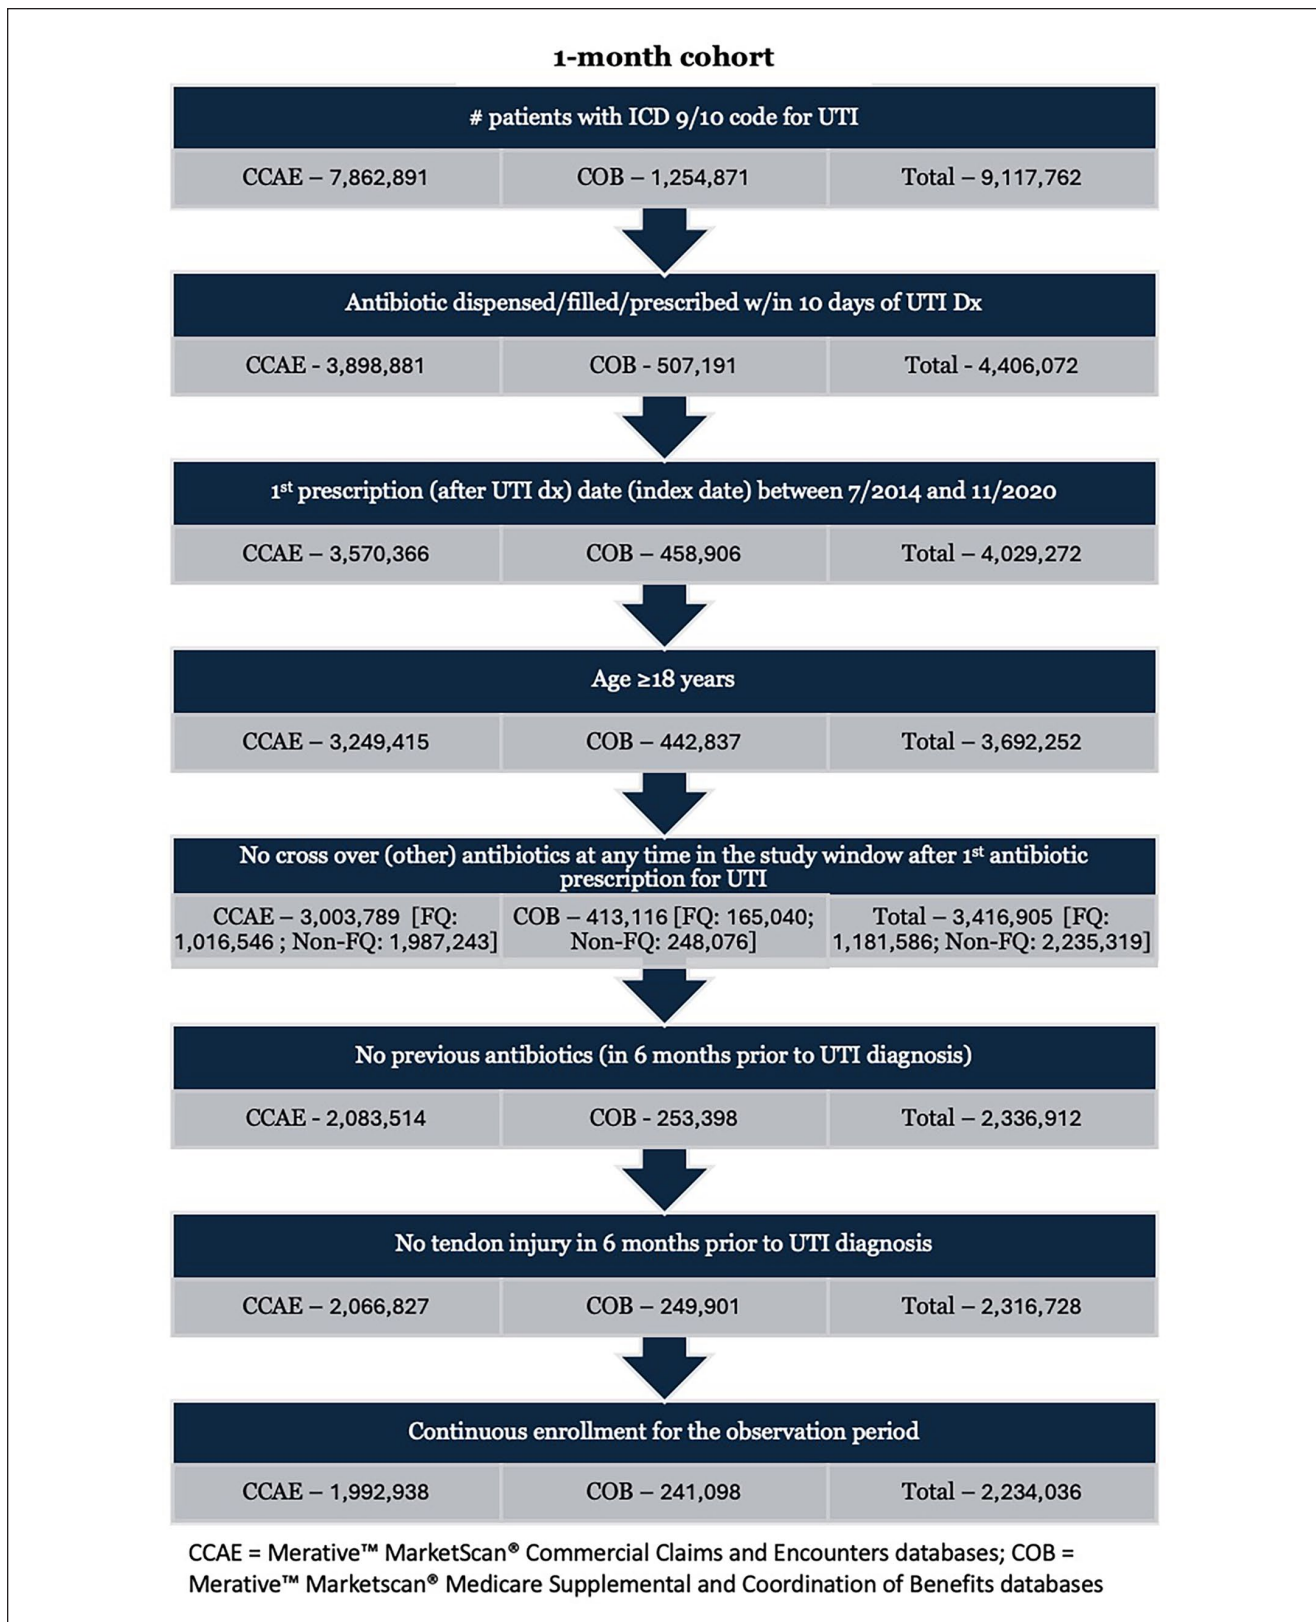 1-month cohort
# patients with ICD 9/10 code for UTI
CCAE – 7,862,891 COB – 1,254,871 Total – 9,117,762
Antibiotic dispensed/filled/prescribed w/in 10 days of UTI Dx
CCAE - 3,898,881 COB - 507,191 Total - 4,406,072
1st prescription (after UTI dx) date (index date) between 7/2014 and 11/2020
CCAE – 3,570,366 COB – 458,906 Total – 4,029,272
Age ≥18 years
CCAE – 3,249,415 COB – 442,837 Total – 3,692,252
No cross over (other) antibiotics at any time in the study window after 1st antibiotic
prescription for UTI
CCAE – 3,003,789 [FQ:
1,016,546 ; Non-FQ: 1,987,243]
COB – 413,116 [FQ: 165,040;
Non-FQ: 248,076]
Total – 3,416,905 [FQ:
1,181,586; Non-FQ: 2,235,319]
No previous antibiotics (in 6 months prior to UTI diagnosis)
CCAE - 2,083,514 COB - 253,398 Total – 2,336,912
No tendon injury in 6 months prior to UTI diagnosis
CCAE – 2,066,827 COB – 249,901 Total – 2,316,728
Continuous enrollment for the observation period
CCAE – 1,992,938 COB – 241,098 Total – 2,234,036
CCAE = Merative™ MarketScan® Commercial Claims and Encounters databases; COB =
Merative™ Marketscan® Medicare Supplemental and Coordination of Benefits databases